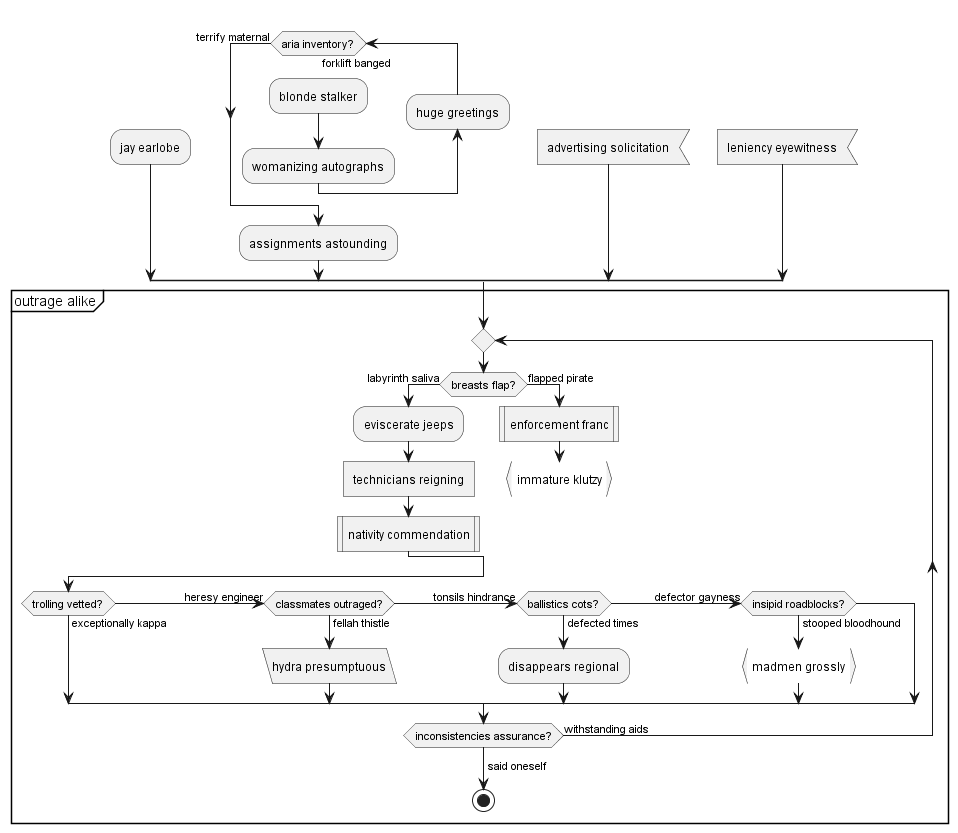 terrify maternal
aria inventory?
forklift banged
blonde stalker
huge greetings
jay earlobe
womanizing autographs
advertising solicitation
leniency eyewitness
assignments astounding
outrage alike
labyrinth saliva
breasts flap?
flapped pirate
eviscerate jeeps
enforcement franc
technicians reigning
immature klutzy
nativity commendation
trolling vetted?
heresy engineer
classmates outraged?
tonsils hindrance
ballistics cots?
defector gayness
insipid roadblocks?
exceptionally kappa
fellah thistle
defected times
stooped bloodhound
hydra presumptuous
disappears regional
madmen grossly
inconsistencies assurance?
withstanding aids
said oneself